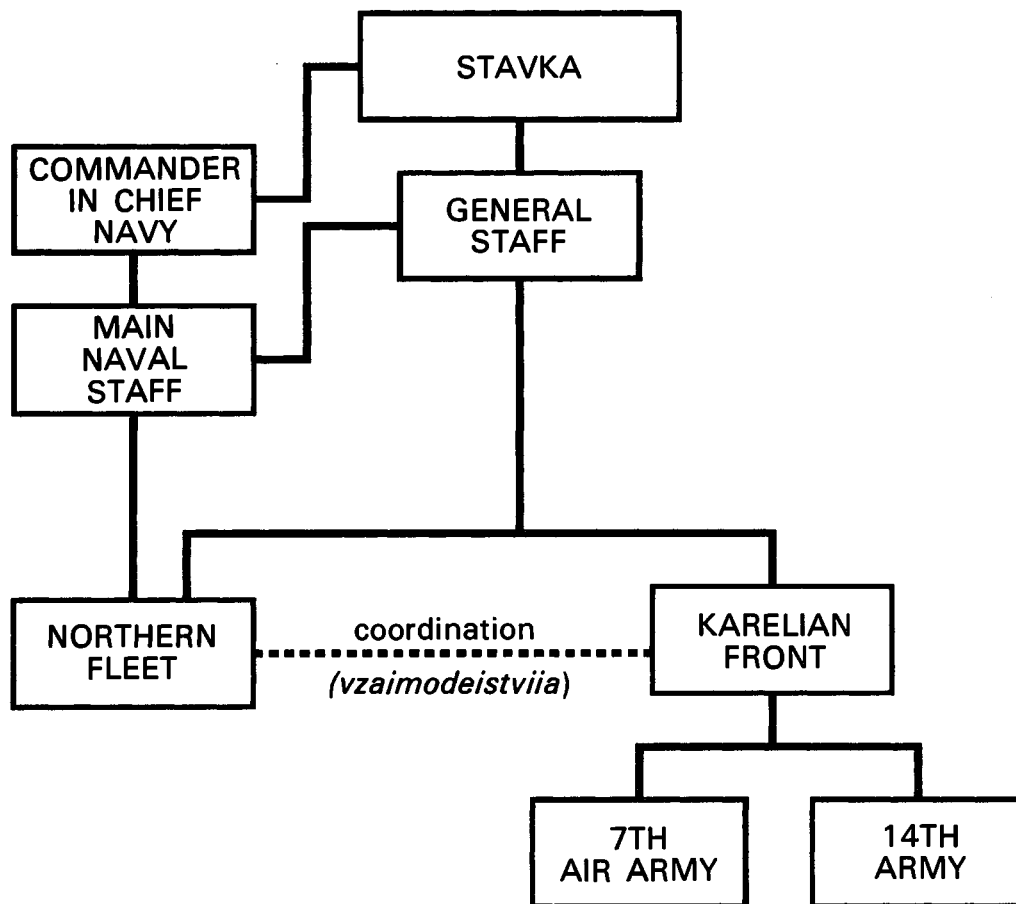 STAVKA
COMMANDER
IN CHIEF
NAVY
GENERAL
STAFF
MAIN
NAVAL
STAFF
NORTHERN
FLEET
coordination
(vzaimodeistviia)
KARELIAN
FRONT
7TH
AIR ARMY
14TH
ARMY